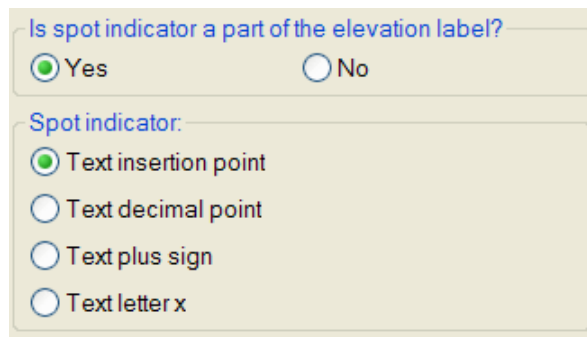 Is spot indicator a part of the elevation label?
Yes No
Spot indicator:
Text insertion point
Text decimal point
Text plus sign
Text letter x